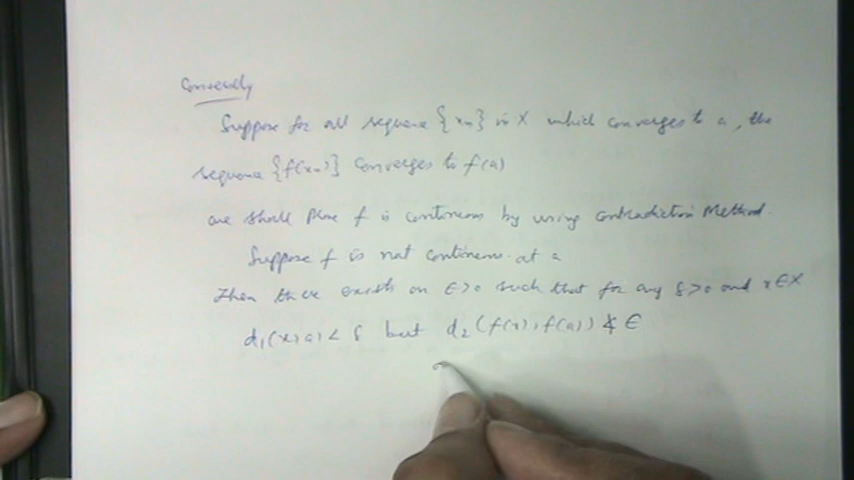 Conversely
Suppose for all sequence {xn} in X which converges to a, the
sequence {f(xn)} converges to f(a)
we shall prove f is continuous by using contradiction Method.
Suppose f is not continuous at a
Then there exists an ϵ>0 such that for any δ>0 and x∈X
d₁(x,a)<δ but d₂(f(x),f(a)) ≮ ϵ